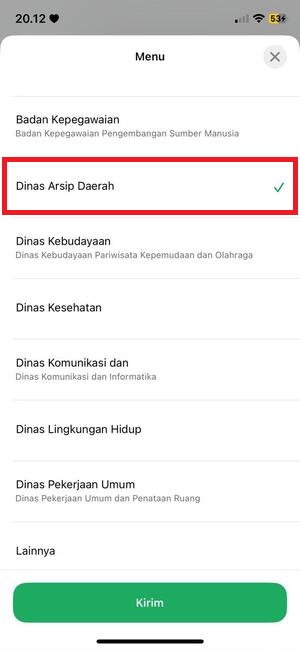 20.12
53
Menu
Badan Kepegawaian
Badan Kepegawaian Pengembangan Sumber Manusia
Dinas Arsip Daerah
Dinas Kebudayaan
Dinas Kebudayaan Pariwisata Kepemudaan dan Olahraga
Dinas Kesehatan
Dinas Komunikasi dan
Dinas Komunikasi dan Informatika
Dinas Lingkungan Hidup
Dinas Pekerjaan Umum
Dinas Pekerjaan Umum dan Penataan Ruang
Lainnya
Kirim